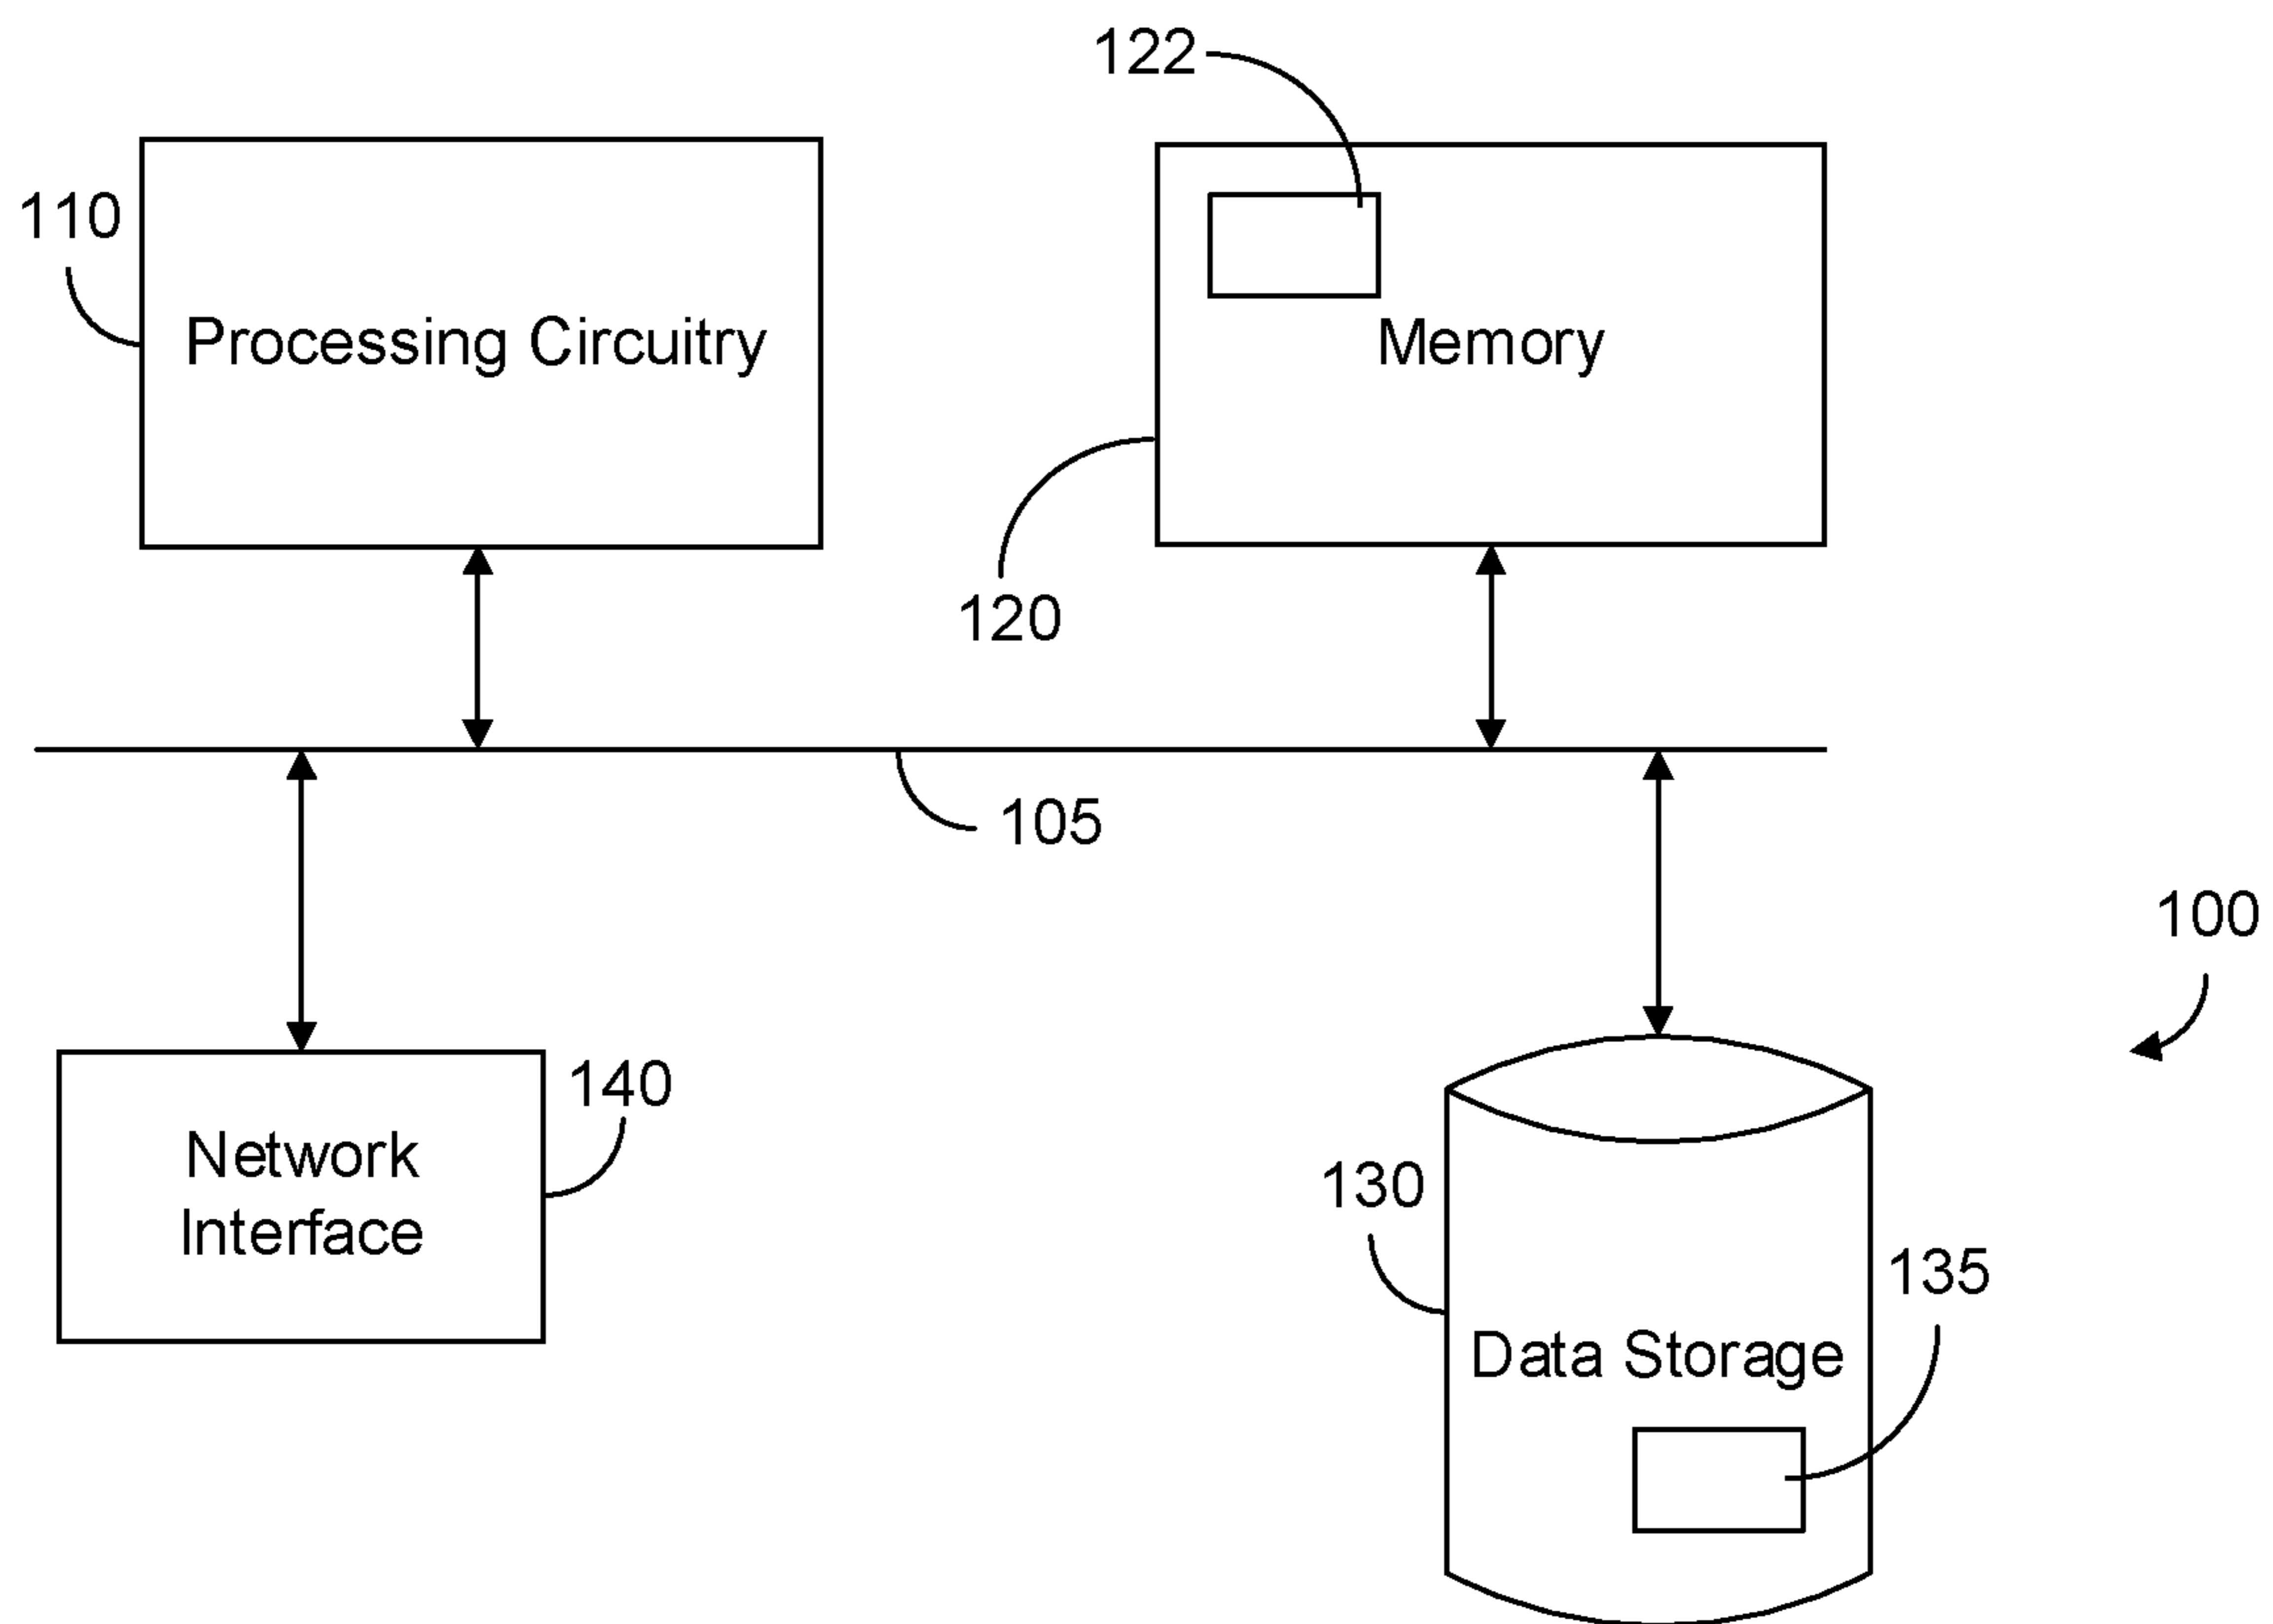 122
110
Processing Circuitry
Memory
120
105
100
140
Network
Interface
130
135
Data Storage